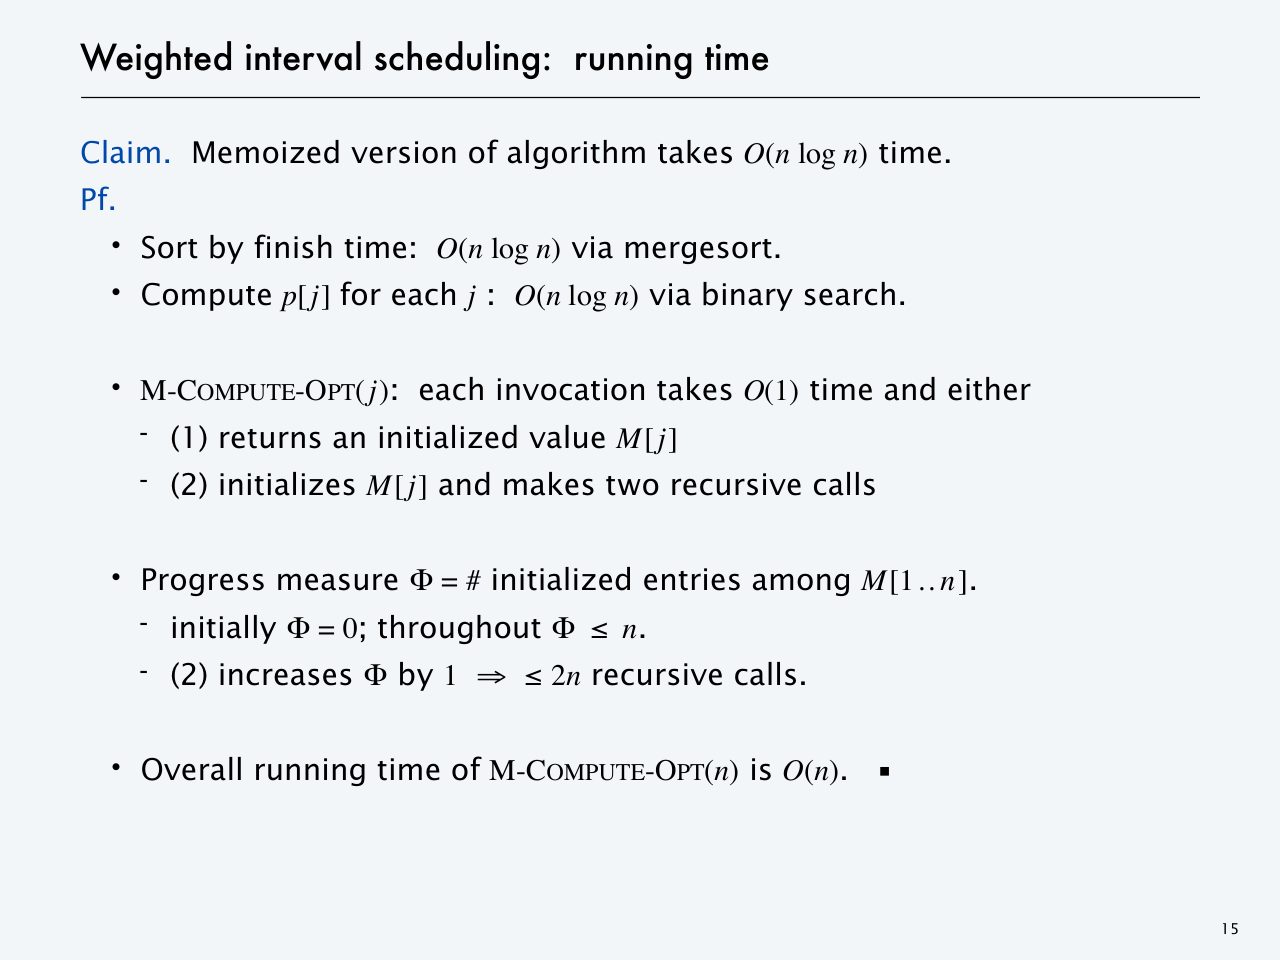 Weighted interval scheduling: running time
Claim. Memoized version of algorithm takes O(n log n) time.
Pf.
• Sort by finish time: O(n log n) via mergesort.
• Compute p[j] for each j : O(n log n) via binary search.
• M-COMPUTE-OPT(j): each invocation takes O(1) time and either
- (1) returns an initialized value M[j]
- (2) initializes M[j] and makes two recursive calls
• Progress measure Φ = # initialized entries among M[1 . . n].
- initially Φ = 0; throughout Φ ≤ n.
- (2) increases Φ by 1 ⇒ ≤ 2n recursive calls.
• Overall running time of M-COMPUTE-OPT(n) is O(n). ▪
15